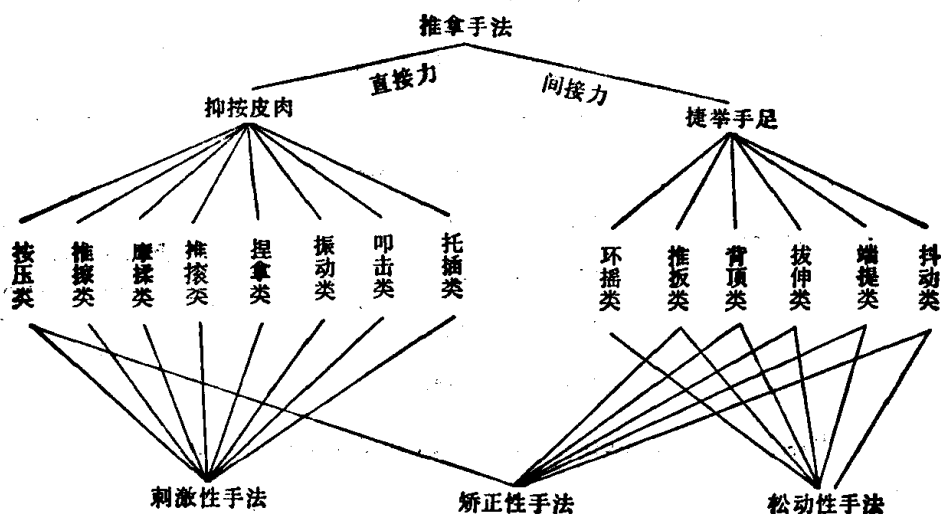 推拿手法
直接力
间接力
抑按皮肉
捷举手足
按压类
推擦类
摩揉类
推滚类
捏拿类
振动类
叩击类
托插类
环摇类
推扳类
背顶类
拔伸类
端提类
抖动类
刺激性手法
矫正性手法
松动性手法